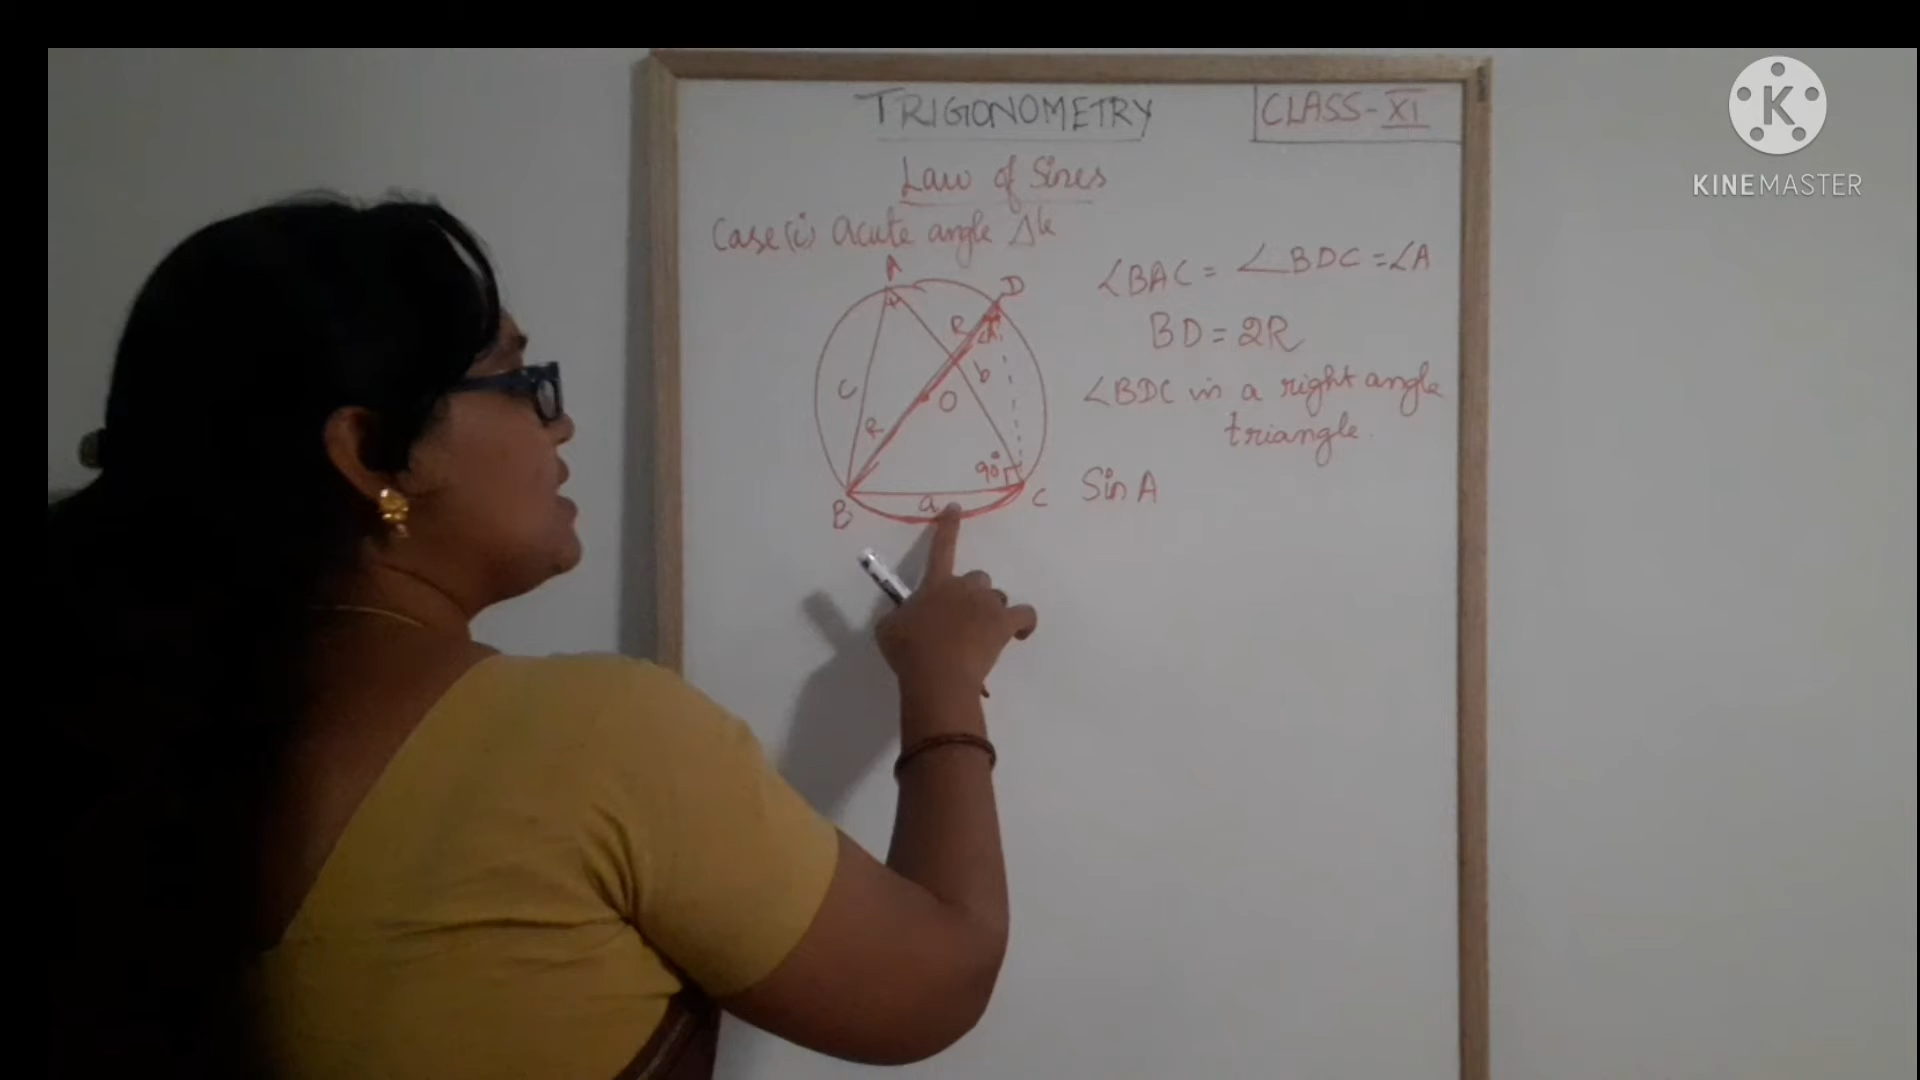 TRIGONOMETRY
CLASS-XI
Law of Sines
Case(i) Acute angle Δle
A
D
∠BAC = ∠BDC = ∠A
R
∠A
BD = 2R
c
b
O
∠BDC is a right angle
triangle.
R
90°
a
B
C
Sin A
KINEMASTER